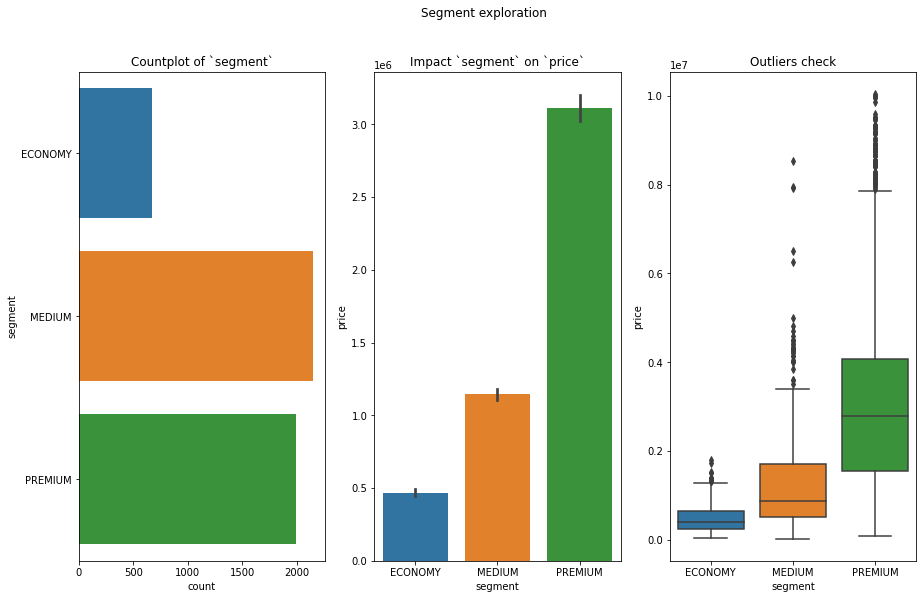 Segment exploration
Countplot of `segment`
segment
ECONOMY
MEDIUM
PREMIUM
0 500 1000 1500 2000
count
Impact `segment` on `price`
1e6
price
3.0
2.5
2.0
1.5
1.0
0.5
0.0
ECONOMY MEDIUM PREMIUM
segment
Outliers check
1e7
price
1.0
0.8
0.6
0.4
0.2
0.0
ECONOMY MEDIUM PREMIUM
segment